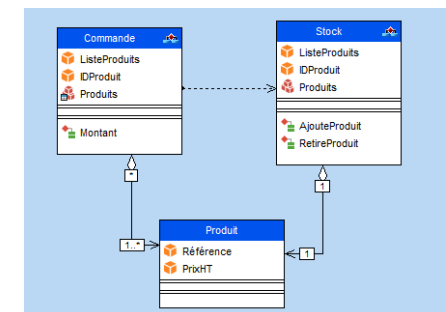 Commande
ListeProduits
IDProduit
Produits
Montant
Stock
ListeProduits
IDProduit
Produits
AjouteProduit
RetireProduit
*
1
1..*
1
Produit
Référence
PrixHT